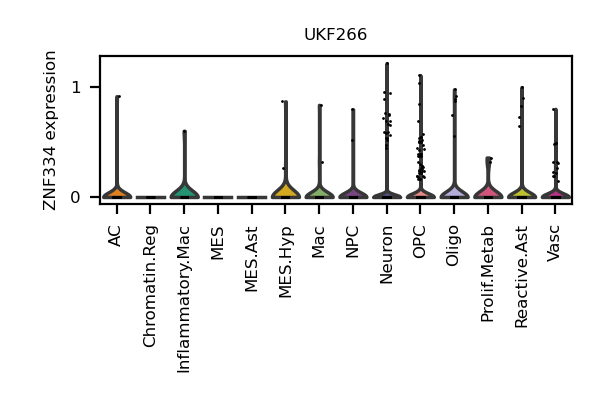 UKF266
ZNF334 expression
1
0
AC
Chromatin.Reg
Inflammatory.Mac
MES
MES.Ast
MES.Hyp
Mac
NPC
Neuron
OPC
Oligo
Prolif.Metab
Reactive.Ast
Vasc